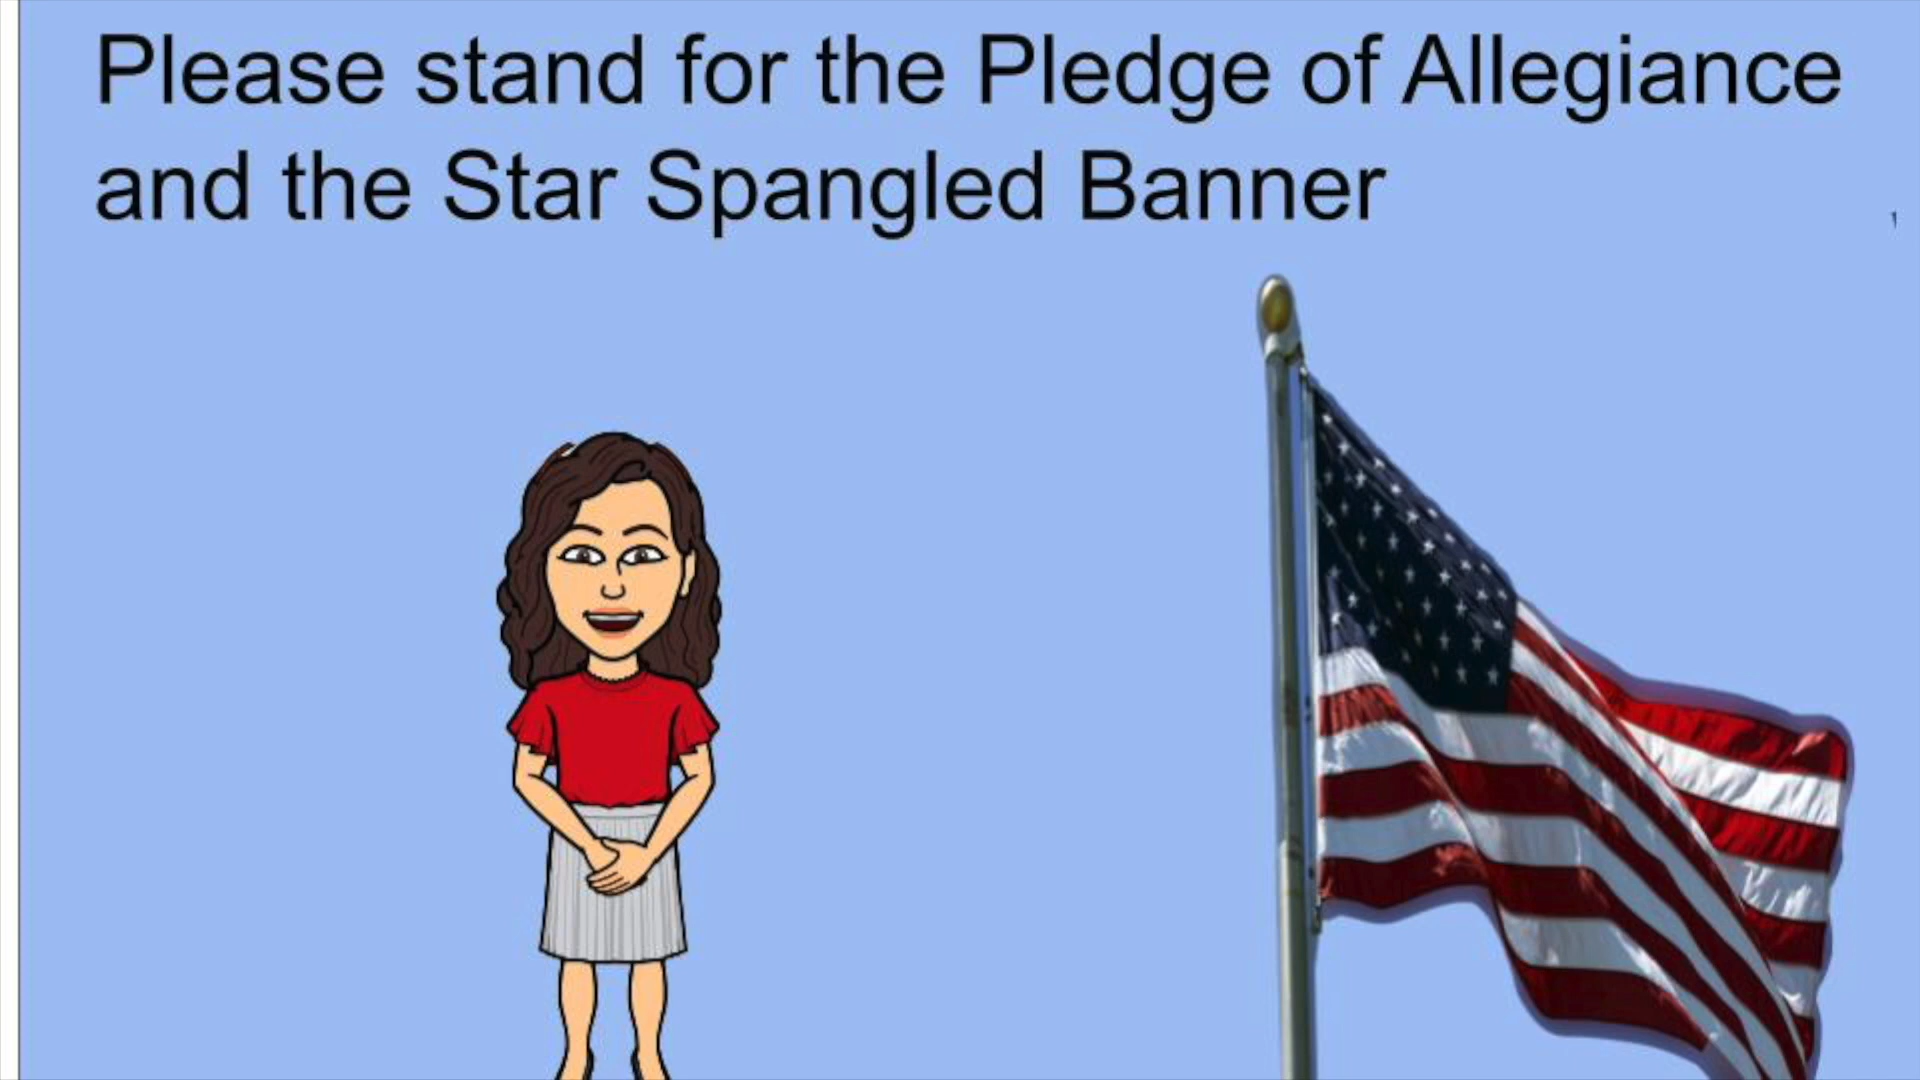 Please stand for the Pledge of Allegiance
and the Star Spangled Banner